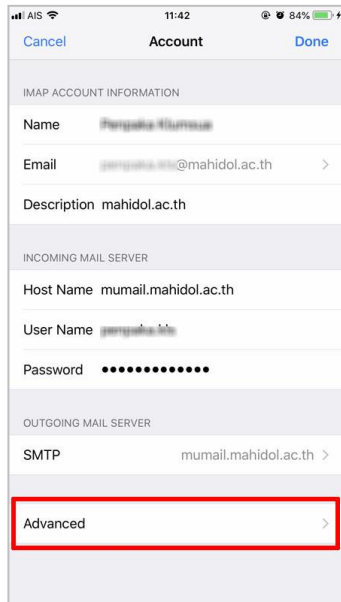 AIS 11:42 84%
Cancel Account Done
IMAP ACCOUNT INFORMATION
Name
Email @mahidol.ac.th
Description mahidol.ac.th
INCOMING MAIL SERVER
Host Name mumail.mahidol.ac.th
User Name
Password ●●●●●●●●●●●●●
OUTGOING MAIL SERVER
SMTP mumail.mahidol.ac.th
Advanced